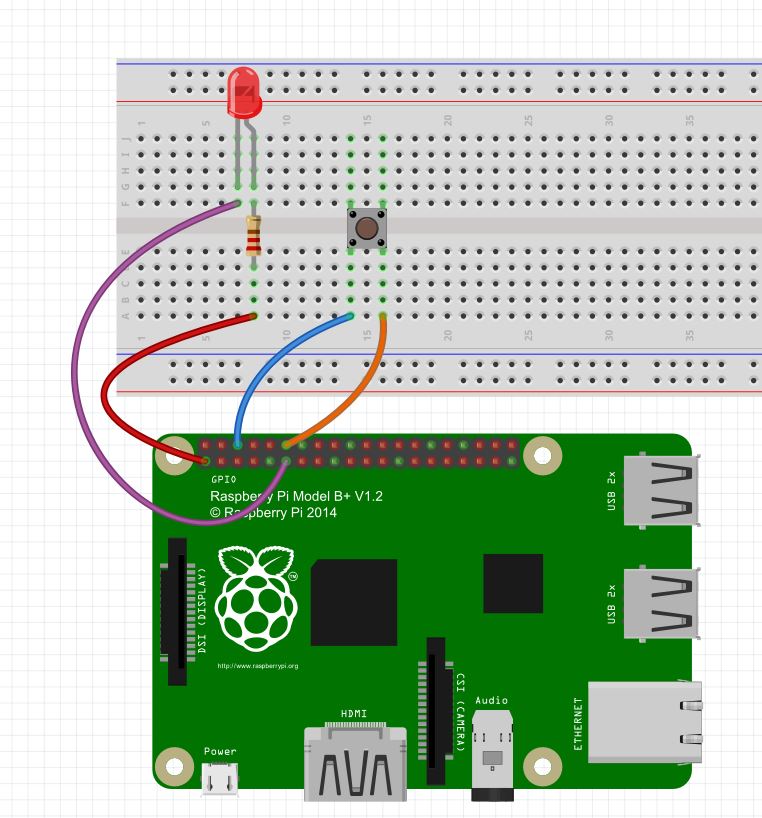 1 5 10 15 20 25 30 35
J
I
H
G
F
E
D
C
B
A
1 5 10 15 20 25 30 35
GPIO
Raspberry Pi Model B+ V1.2
© Raspberry Pi 2014
USB 2x
USB 2x
DSI (DISPLAY)
TM
http://www.raspberrypi.org
CSI (CAMERA)
Audio
HDMI
ETHERNET
Power